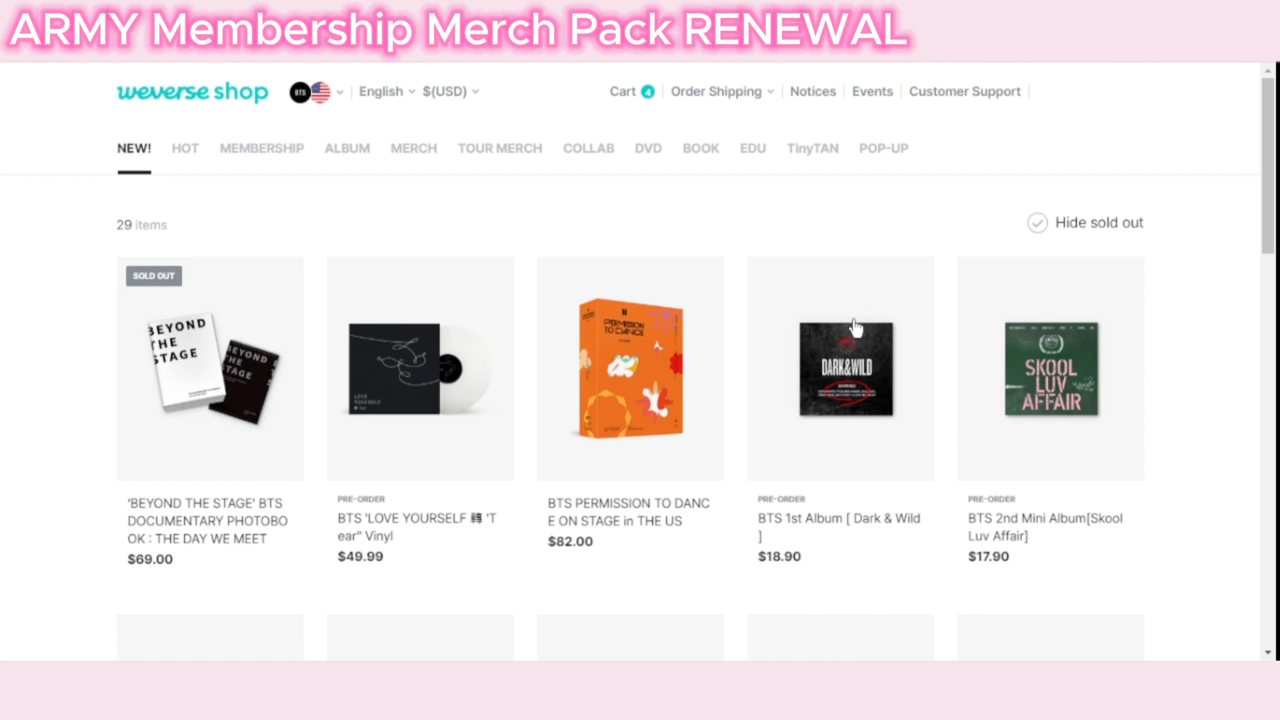 ARMY Membership Merch Pack RENEWAL
weverse shop BTS English $(USD) Cart 4 Order Shipping Notices Events Customer Support
NEW! HOT MEMBERSHIP ALBUM MERCH TOUR MERCH COLLAB DVD BOOK EDU TinyTAN POP-UP
29 items
Hide sold out
SOLD OUT
BEYOND
THE
STAGE
BEYOND
THE
STAGE
LOVE
YOURSELF
PERMISSION
TO DANCE
DARK&WILD
SKOOL
LUV
AFFAIR
'BEYOND THE STAGE' BTS
DOCUMENTARY PHOTOBO
OK : THE DAY WE MEET
$69.00
PRE-ORDER
BTS 'LOVE YOURSELF 轉 'T
ear" Vinyl
$49.99
BTS PERMISSION TO DANC
E ON STAGE in THE US
$82.00
PRE-ORDER
BTS 1st Album [ Dark & Wild
]
$18.90
PRE-ORDER
BTS 2nd Mini Album[Skool
Luv Affair]
$17.90